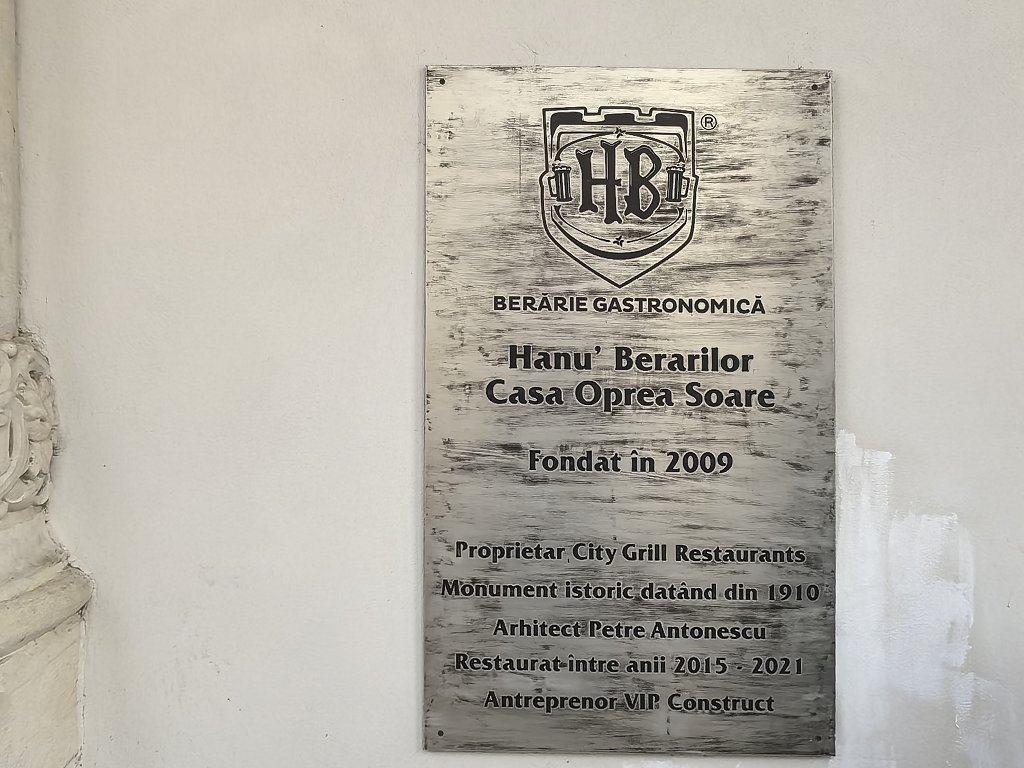 HB ®
BERĂRIE GASTRONOMICĂ
Hanu' Berarilor
Casa Oprea Soare
Fondat în 2009
Proprietar City Grill Restaurants
Monument istoric datând din 1910
Arhitect Petre Antonescu
Restaurat între anii 2015 - 2021
Antreprenor VIP Construct